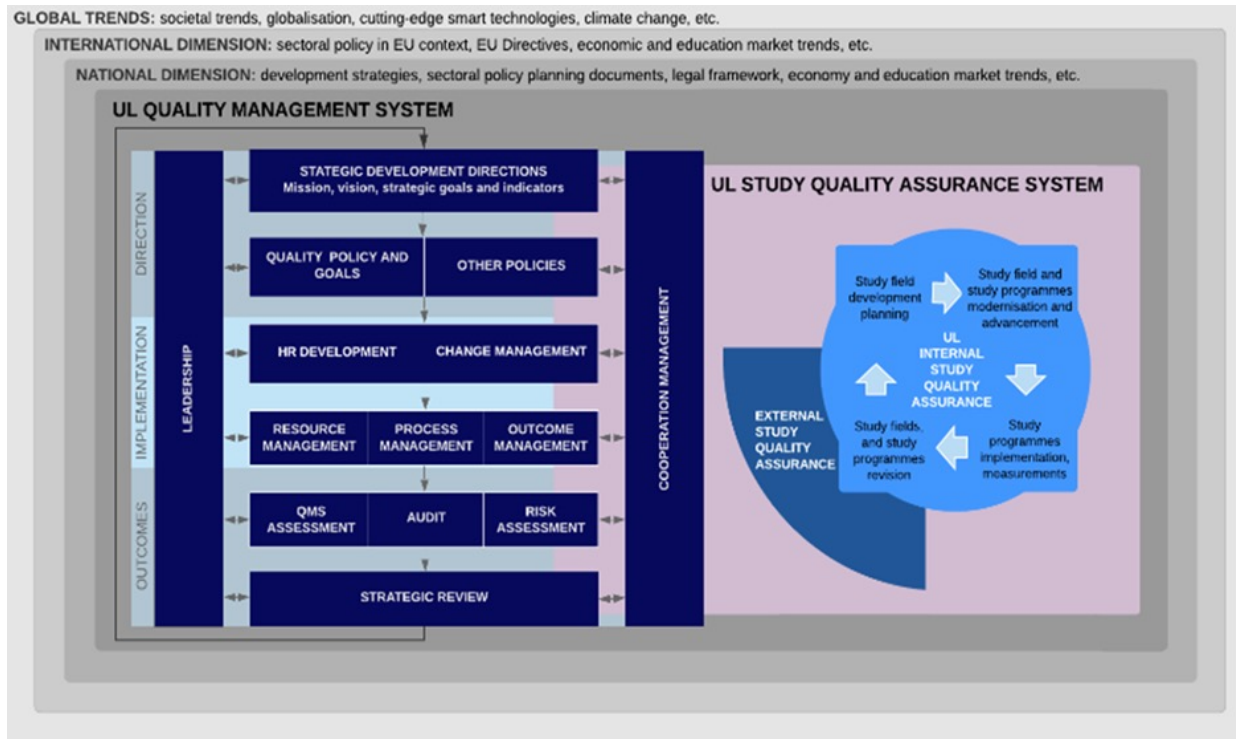 GLOBAL TRENDS: societal trends, globalisation, cutting-edge smart technologies, climate change, etc.
INTERNATIONAL DIMENSION: sectoral policy in EU context, EU Directives, economic and education market trends, etc.
NATIONAL DIMENSION: development strategies, sectoral policy planning documents, legal framework, economy and education market trends, etc.
UL QUALITY MANAGEMENT SYSTEM
DIRECTION
IMPLEMENTATION
OUTCOMES
LEADERSHIP
STATEGIC DEVELOPMENT DIRECTIONS
Mission, vision, strategic goals and indicators
QUALITY POLICY AND
GOALS
OTHER POLICIES
HR DEVELOPMENT
CHANGE MANAGEMENT
RESOURCE
MANAGEMENT
PROCESS
MANAGEMENT
OUTCOME
MANAGEMENT
QMS
ASSESSMENT
AUDIT
RISK
ASSESSMENT
STRATEGIC REVIEW
COOPERATION MANAGEMENT
UL STUDY QUALITY ASSURANCE SYSTEM
Study field
development
planning
Study field and
study programmes
modernisation and
advancement
UL
INTERNAL
STUDY
QUALITY
ASSURANCE
EXTERNAL
STUDY
QUALITY
ASSURANCE
Study fields,
and study
programmes
revision
Study
programmes
implementation,
measurements